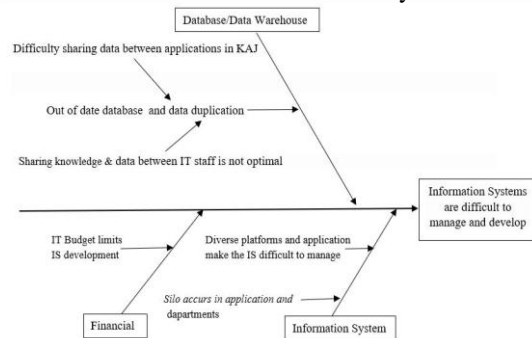 Database/Data Warehouse
Difficulty sharing data between applications in KAJ
Out of date database and data duplication
Sharing knowledge & data between IT staff is not optimal
Information Systems
are difficult to
manage and develop
IT Budget limits
IS development
Diverse platforms and application
make the IS difficult to manage
Silo accurs in application and
dapartments
Financial
Information System